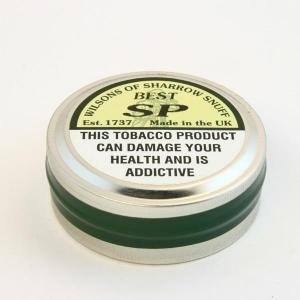 WILSONS OF SHARROW SNUFF
BEST
SP
Est. 1737 Made in the UK
THIS TOBACCO PRODUCT
CAN DAMAGE YOUR
HEALTH AND IS
ADDICTIVE